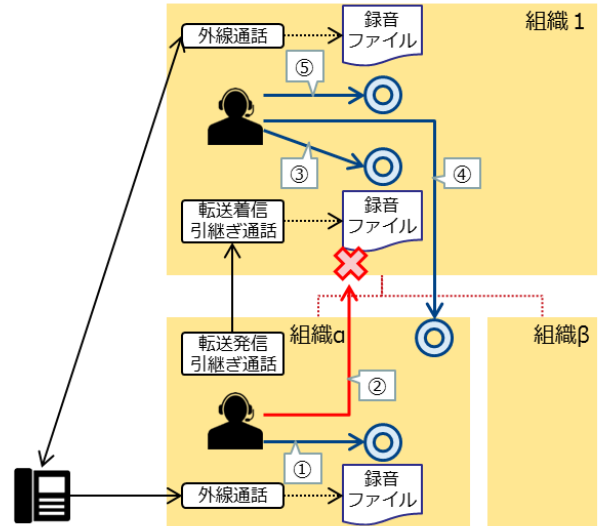 組織１
外線通話
録音
ファイル
⑤
③
④
転送着信
引継ぎ通話
録音
ファイル
組織α
組織β
転送発信
引継ぎ通話
②
①
外線通話
録音
ファイル